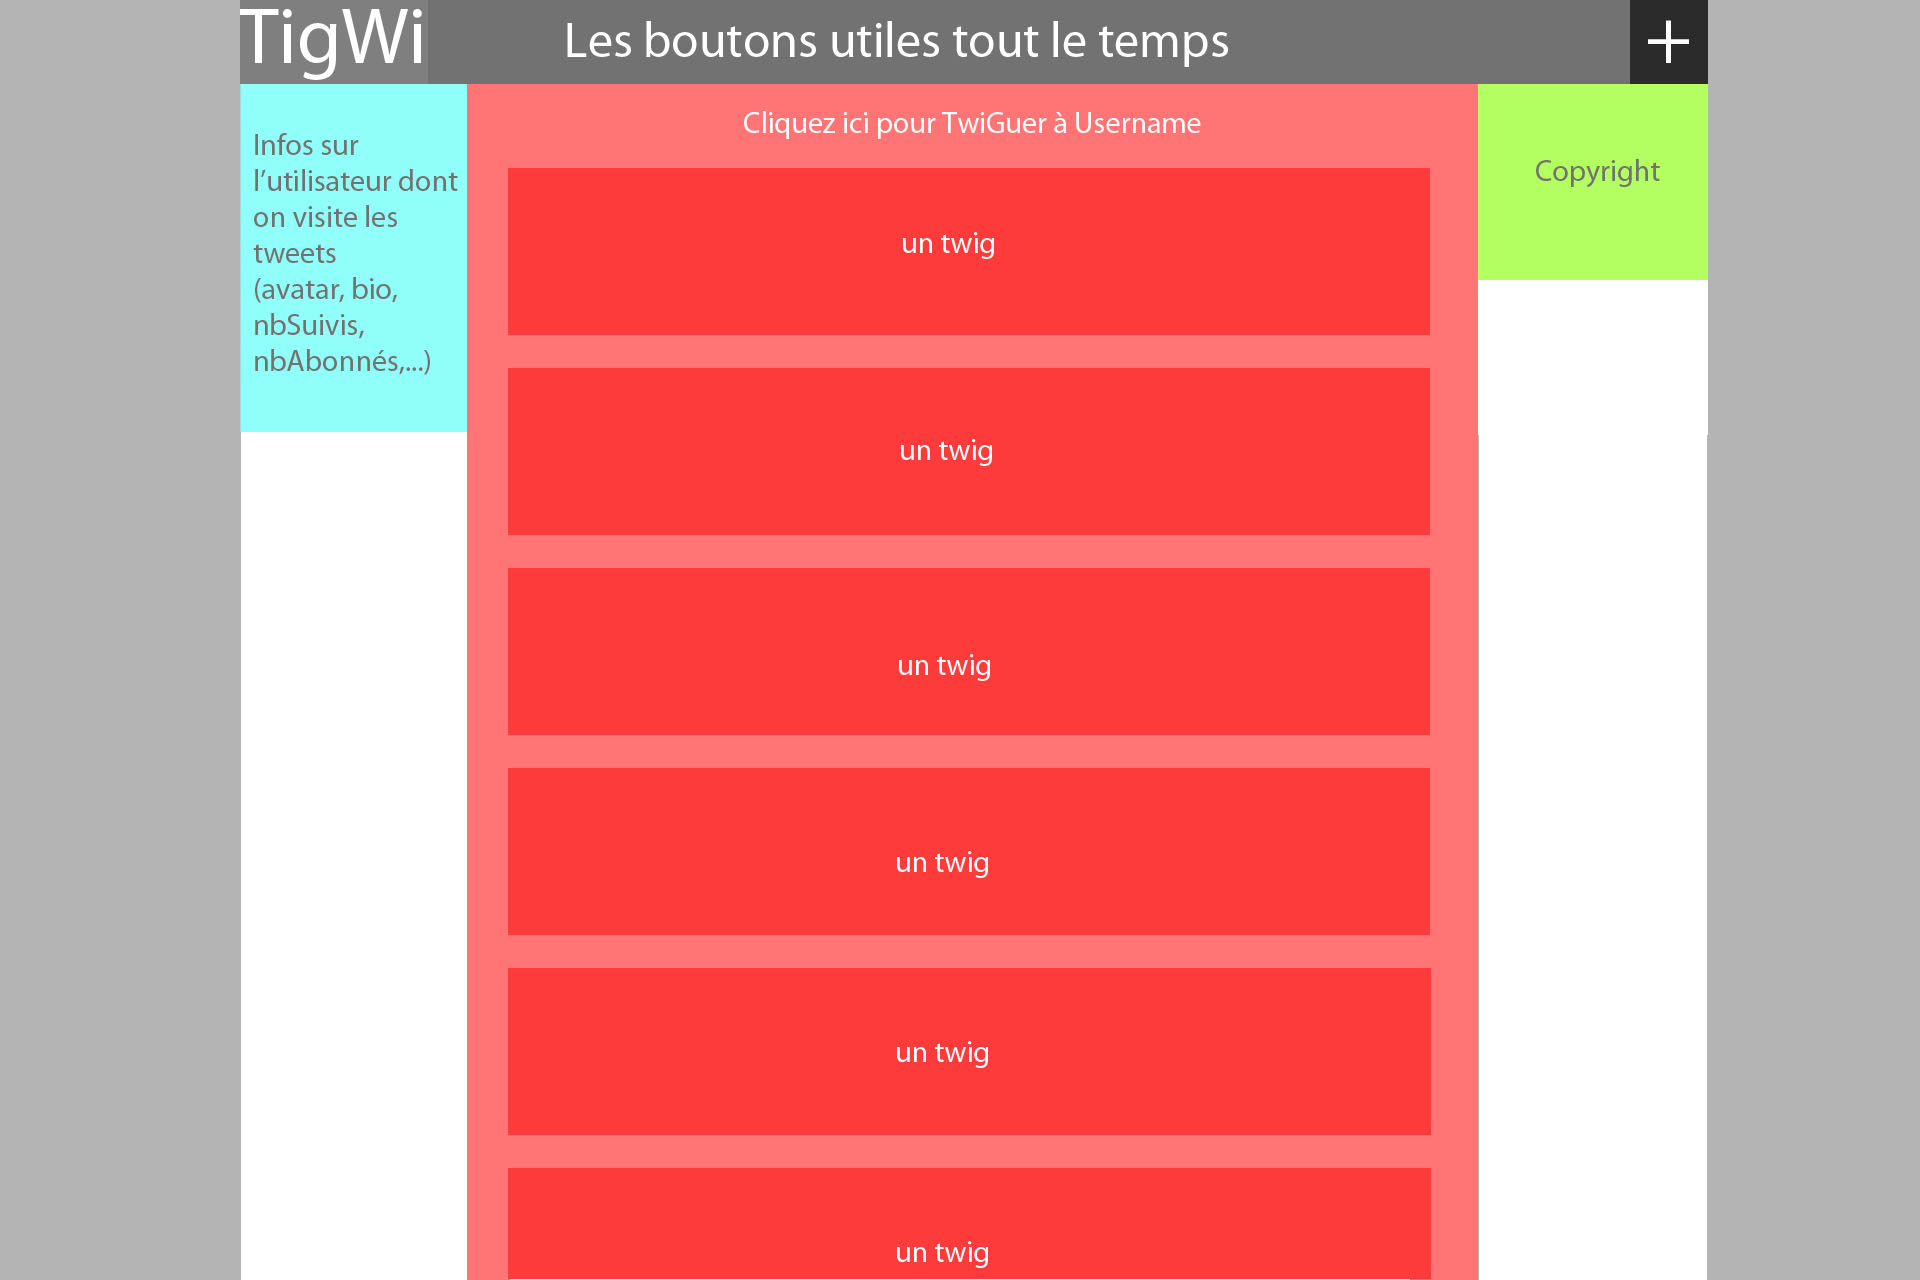 TigWi
Les boutons utiles tout le temps
+
Infos sur
l’utilisateur dont
on visite les
tweets
(avatar, bio,
nbSuivis,
nbAbonnés,...)
Cliquez ici pour TwiGuer à Username
un twig
un twig
un twig
un twig
un twig
un twig
Copyright